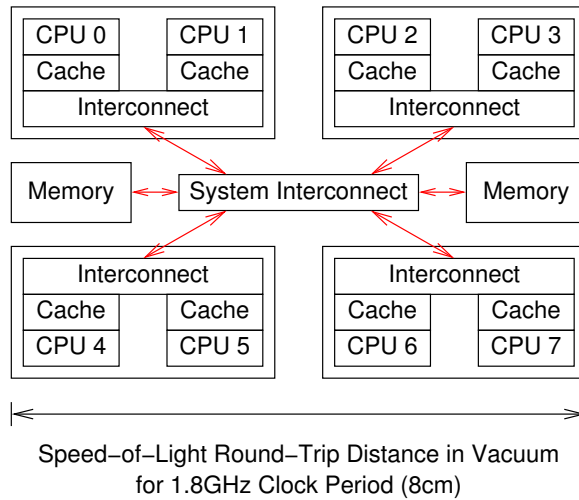 CPU 0 CPU 1 CPU 2 CPU 3
Cache Cache Cache Cache
Interconnect Interconnect
Memory System Interconnect Memory
Interconnect Interconnect
Cache Cache Cache Cache
CPU 4 CPU 5 CPU 6 CPU 7
Speed−of−Light Round−Trip Distance in Vacuum
for 1.8GHz Clock Period (8cm)